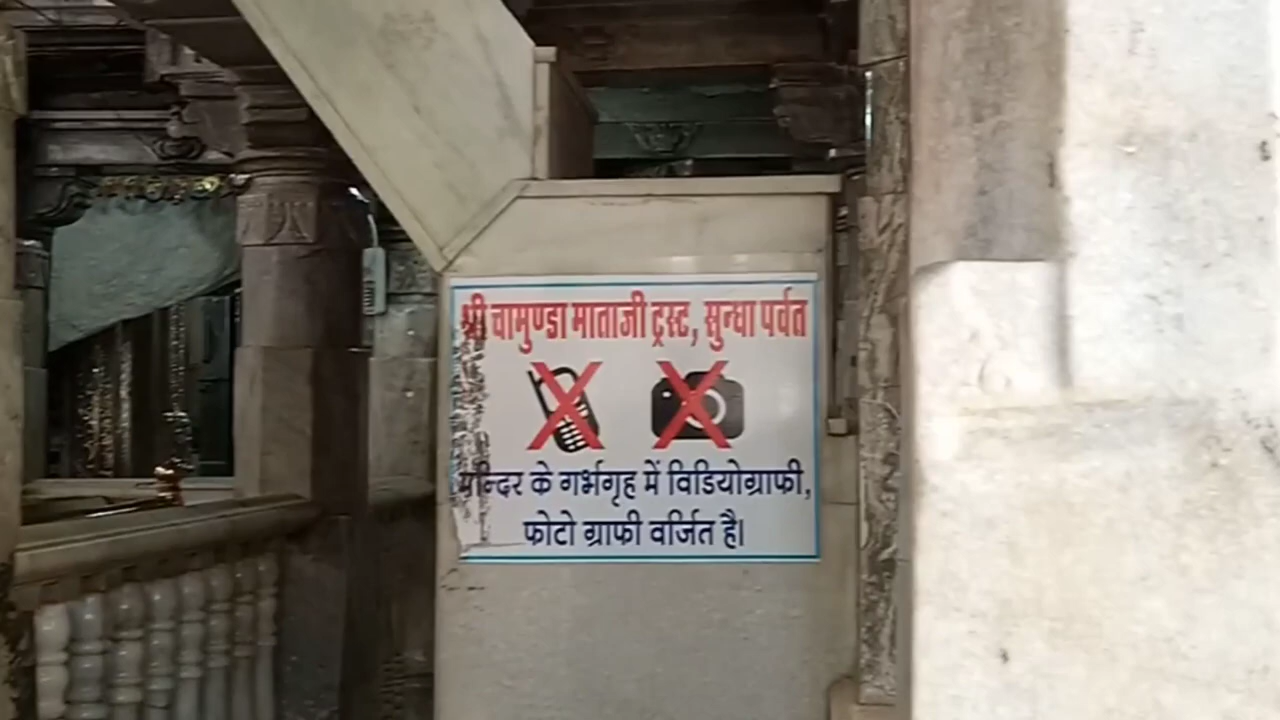 श्री चामुण्डा माताजी ट्रस्ट, सुन्धा पर्वत
मन्दिर के गर्भगृह में विडियोग्राफी,
फोटो ग्राफी वर्जित है।